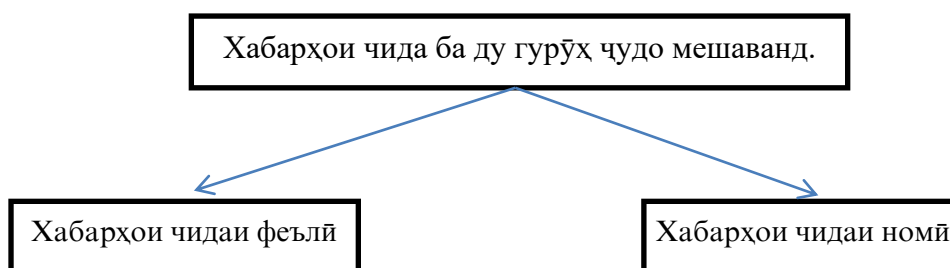 Хабарҳои чида ба ду гурӯҳ ҷудо мешаванд.
Хабарҳои чидаи феълӣ
Хабарҳои чидаи номӣ